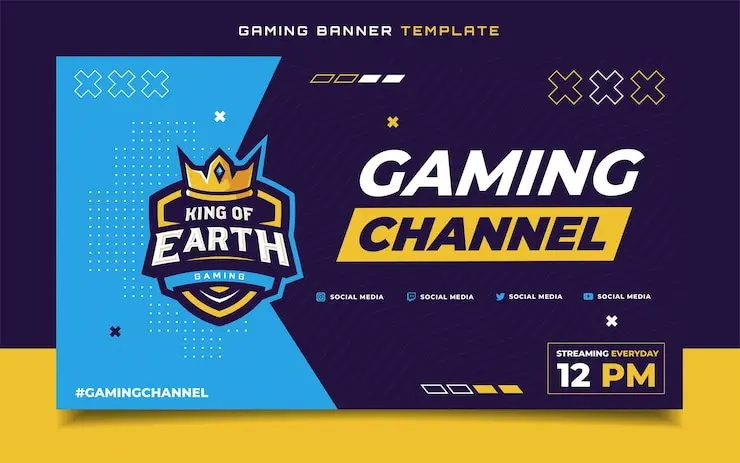 GAMING BANNER TEMPLATE
KING OF
EARTH
GAMING
#GAMINGCHANNEL
GAMING
CHANNEL
SOCIAL MEDIA
SOCIAL MEDIA
SOCIAL MEDIA
SOCIAL MEDIA
STREAMING EVERYDAY
12 PM